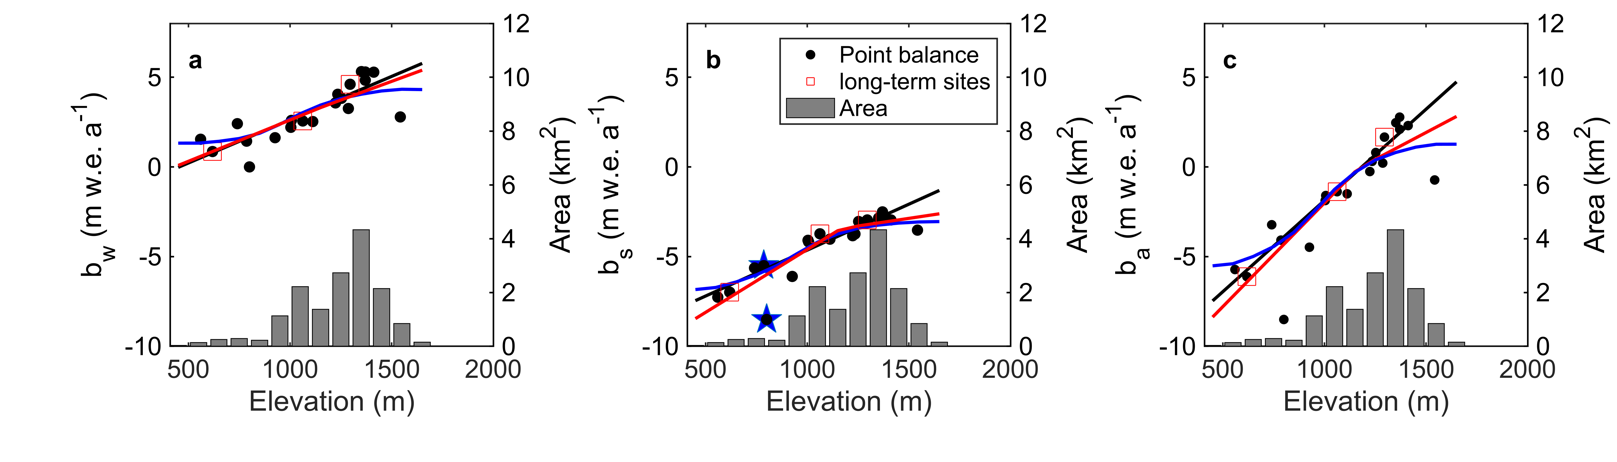 a
5
0
-5
-10
b_w (m w.e. a^-1)
12
10
8
6
4
2
0
Area (km^2)
500 1000 1500 2000
Elevation (m)
b
Point balance
long-term sites
Area
5
0
-5
-10
b_s (m w.e. a^-1)
12
10
8
6
4
2
0
Area (km^2)
500 1000 1500 2000
Elevation (m)
c
5
0
-5
-10
b_a (m w.e. a^-1)
12
10
8
6
4
2
0
Area (km^2)
500 1000 1500 2000
Elevation (m)